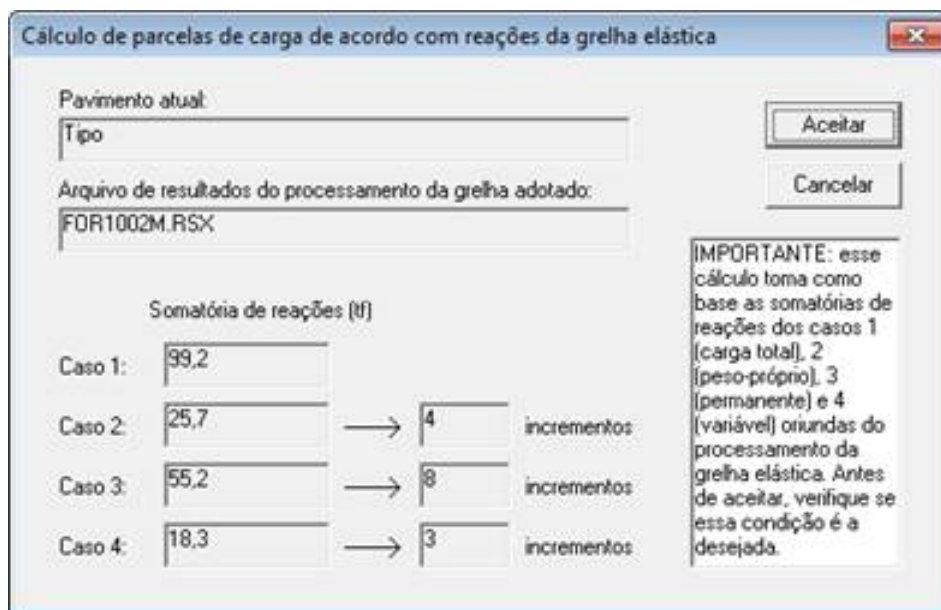 Cálculo de parcelas de carga de acordo com reações da grelha elástica
Pavimento atual:
Tipo
Aceitar
Arquivo de resultados do processamento da grelha adotado:
FOR1002M.RSX
Cancelar
IMPORTANTE: esse
cálculo toma como
base as somatórias de
reações dos casos 1
(carga total), 2
(peso-próprio), 3
(permanente) e 4
(variável) oriundas do
processamento da
grelha elástica. Antes
de aceitar, verifique se
essa condição é a
desejada.
Somatória de reações (tf)
Caso 1: 99,2
Caso 2: 25,7 → 4 incrementos
Caso 3: 55,2 → 8 incrementos
Caso 4: 18,3 → 3 incrementos